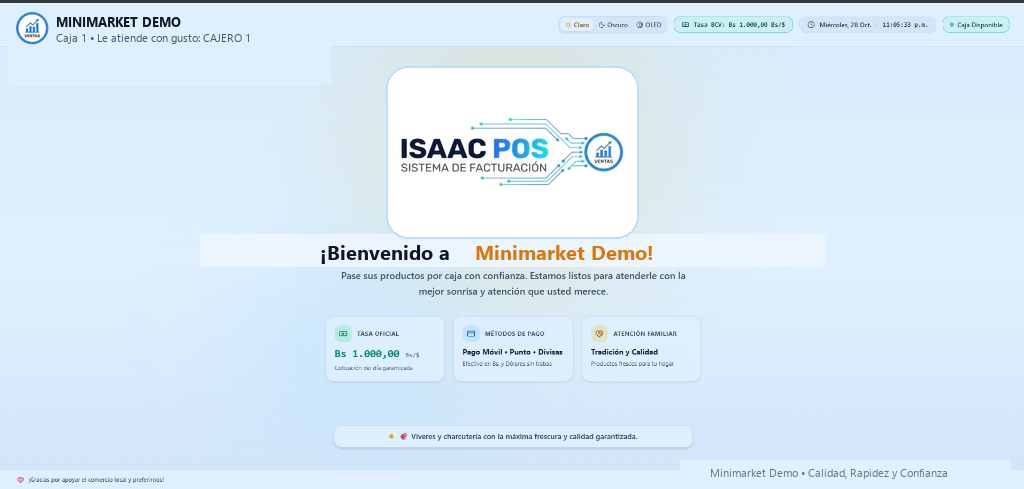 MINIMARKET DEMO
Caja 1 • Le atiende con gusto: CAJERO 1
VENTAS
Claro Oscuro OLED
Tasa BCV: Bs 1.000,00 Bs/$
Miércoles, 28 Oct. · 11:05:33 p.m.
Caja Disponible
ISAAC POS
SISTEMA DE FACTURACIÓN
VENTAS
¡Bienvenido a Minimarket Demo!
Pase sus productos por caja con confianza. Estamos listos para atenderle con la
mejor sonrisa y atención que usted merece.
TASA OFICIAL
Bs 1.000,00 Bs/$
Cotización del día garantizada
MÉTODOS DE PAGO
Pago Móvil • Punto • Divisas
Efectivo en Bs. y Dólares sin trabas
ATENCIÓN FAMILIAR
Tradición y Calidad
Productos frescos para tu hogar
Víveres y charcutería con la máxima frescura y calidad garantizada.
¡Gracias por apoyar el comercio local y preferirnos!
Minimarket Demo • Calidad, Rapidez y Confianza